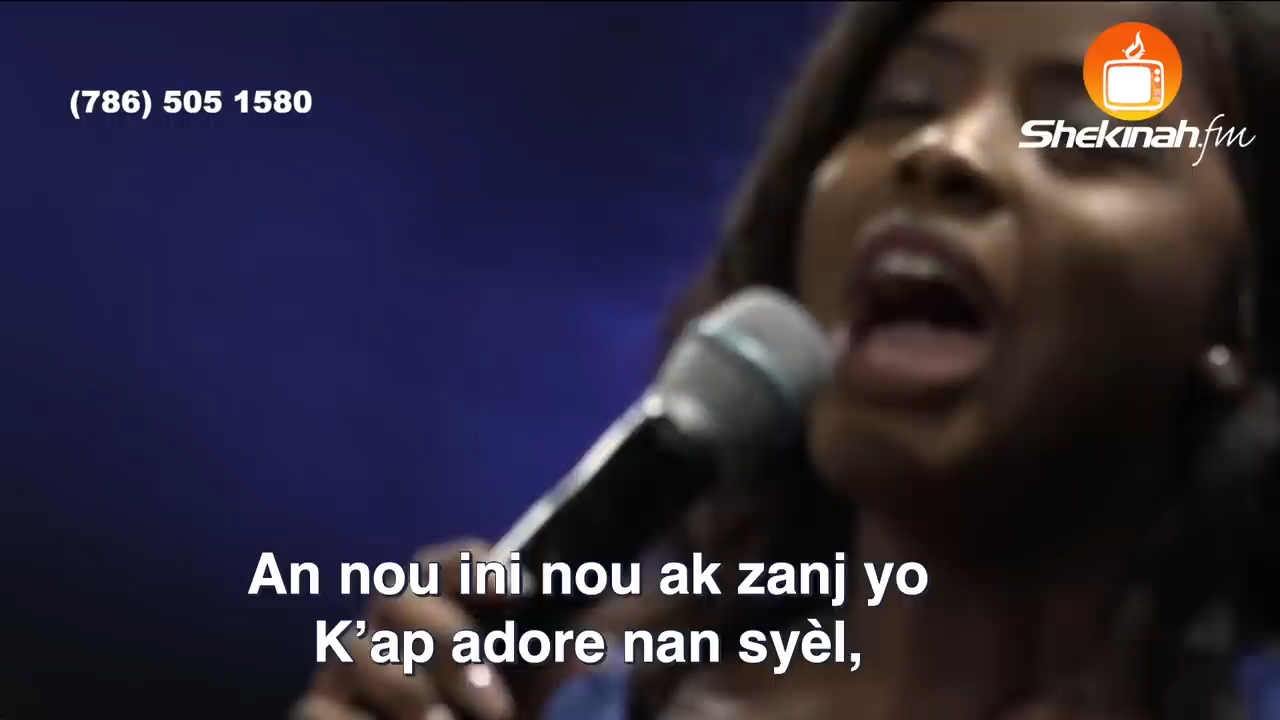 (786) 505 1580
Shekinah.fm
An nou ini nou ak zanj yo
K’ap adore nan syèl,